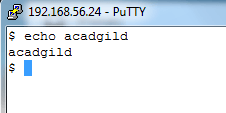 192.168.56.24 - PuTTY
$ echo acadgild
acadgild
$